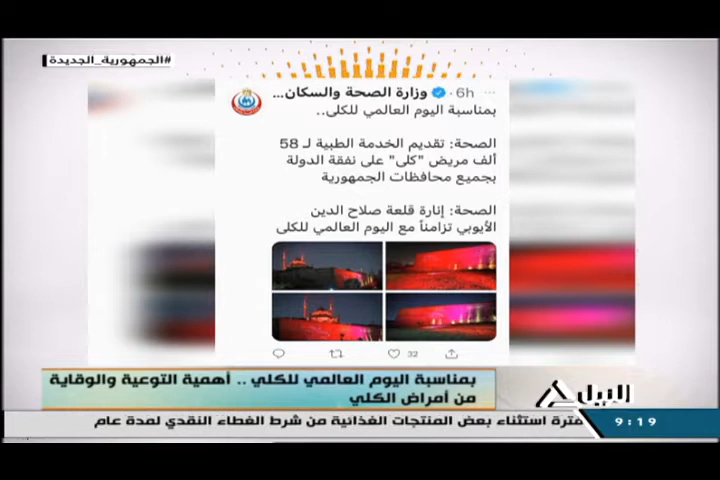 #الجمهورية_الجديدة
وزارة الصحة والسكان... · 6h ...
بمناسبة اليوم العالمي للكلى..
الصحة: تقديم الخدمة الطبية لـ 58
ألف مريض "كلى" على نفقة الدولة
بجميع محافظات الجمهورية
الصحة: إنارة قلعة صلاح الدين
الأيوبي تزامناً مع اليوم العالمي للكلى
32
بمناسبة اليوم العالمي للكلي .. أهمية التوعية والوقاية
من أمراض الكلي
النيل
9:19
استثناء بعض المنتجات الغذائية من شرط الغطاء النقدي لمدة عام